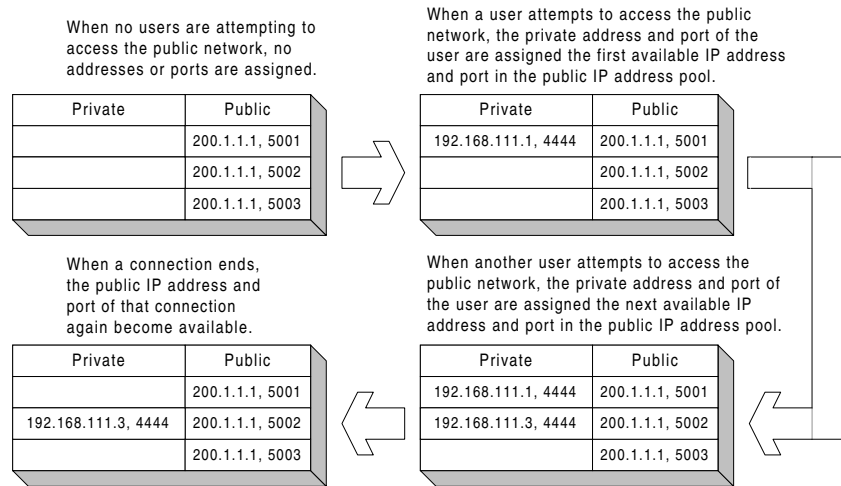 When no users are attempting to
access the public network, no
addresses or ports are assigned.
Private Public
200.1.1.1, 5001
200.1.1.1, 5002
200.1.1.1, 5003
When a user attempts to access the public
network, the private address and port of the
user are assigned the first available IP address
and port in the public IP address pool.
Private Public
192.168.111.1, 4444 200.1.1.1, 5001
200.1.1.1, 5002
200.1.1.1, 5003
When another user attempts to access the
public network, the private address and port of
the user are assigned the next available IP
address and port in the public IP address pool.
Private Public
192.168.111.1, 4444 200.1.1.1, 5001
192.168.111.3, 4444 200.1.1.1, 5002
200.1.1.1, 5003
When a connection ends,
the public IP address and
port of that connection
again become available.
Private Public
200.1.1.1, 5001
192.168.111.3, 4444 200.1.1.1, 5002
200.1.1.1, 5003